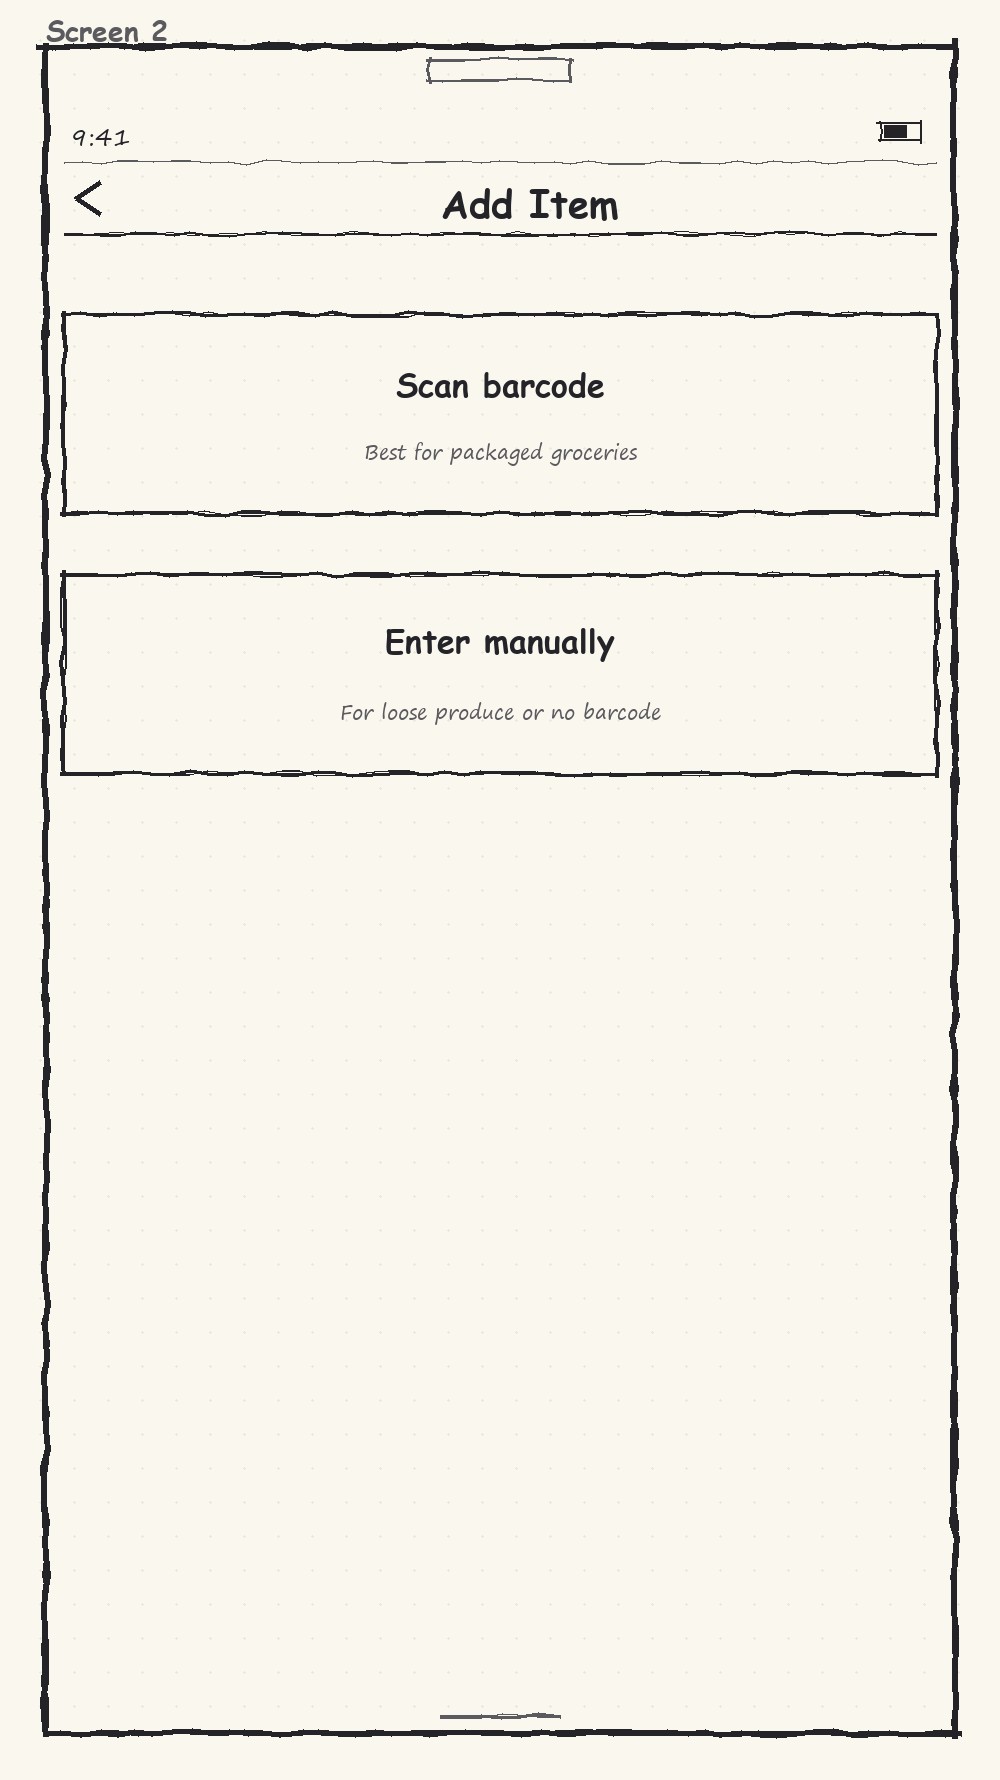 Screen 2
9:41
Add Item
Scan barcode
Best for packaged groceries
Enter manually
For loose produce or no barcode